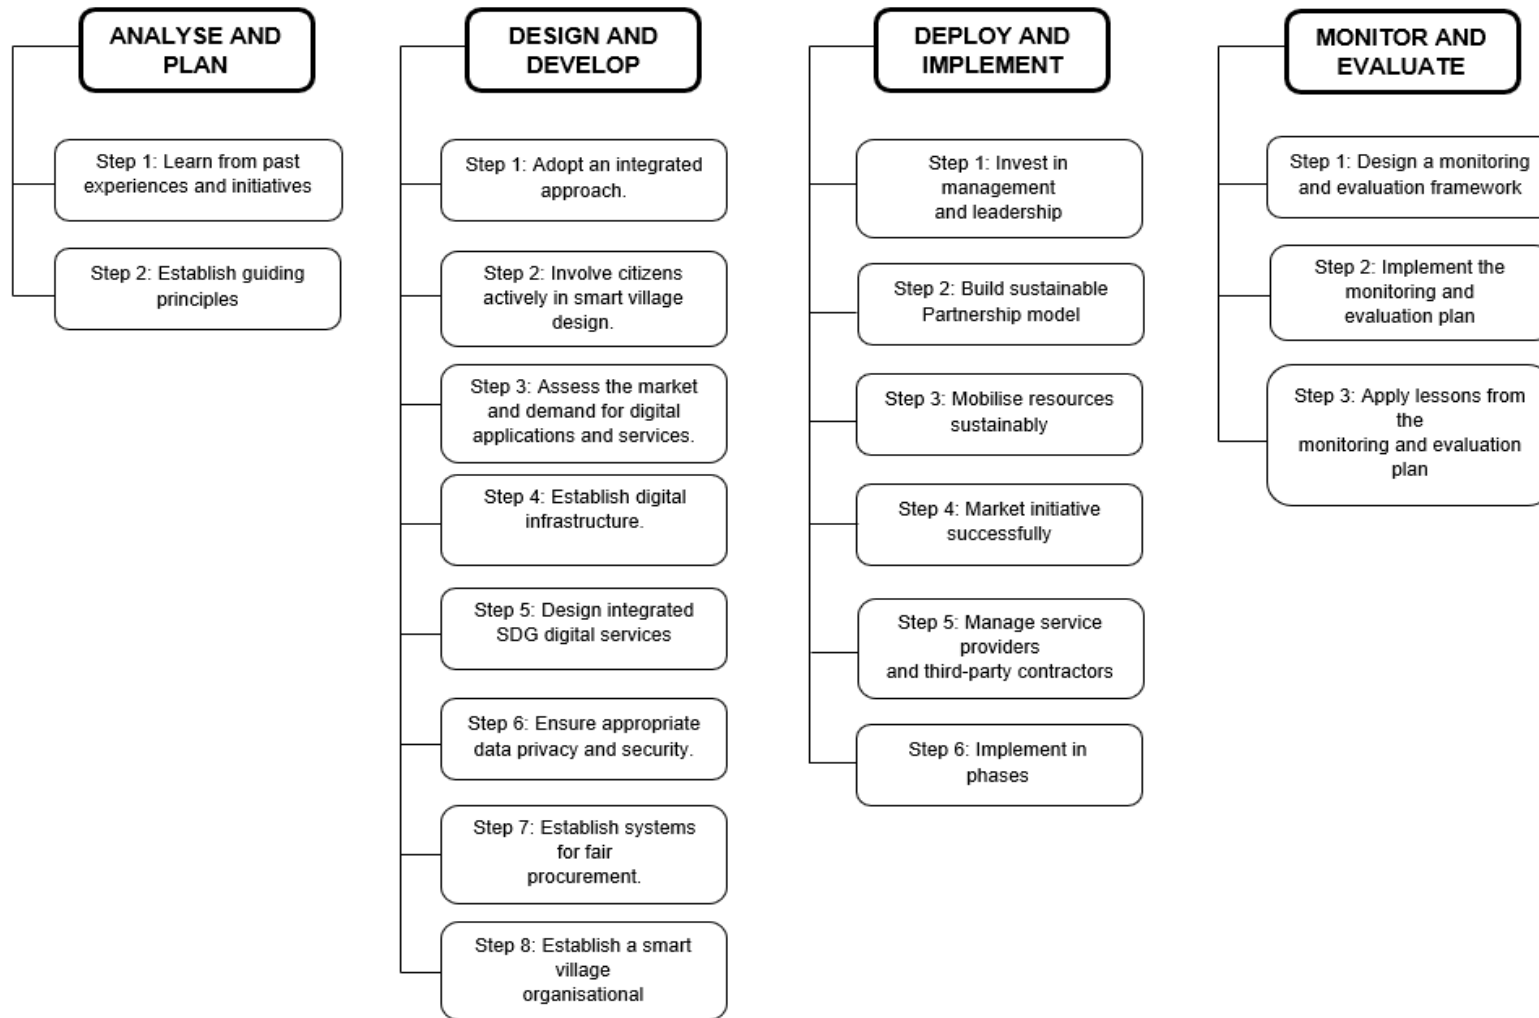 ANALYSE AND
PLAN
Step 1: Learn from past
experiences and initiatives
Step 2: Establish guiding
principles
DESIGN AND
DEVELOP
Step 1: Adopt an integrated
approach.
Step 2: Involve citizens
actively in smart village
design.
Step 3: Assess the market
and demand for digital
applications and services.
Step 4: Establish digital
infrastructure.
Step 5: Design integrated
SDG digital services
Step 6: Ensure appropriate
data privacy and security.
Step 7: Establish systems
for fair
procurement.
Step 8: Establish a smart
village
organisational
DEPLOY AND
IMPLEMENT
Step 1: Invest in
management
and leadership
Step 2: Build sustainable
Partnership model
Step 3: Mobilise resources
sustainably
Step 4: Market initiative
successfully
Step 5: Manage service
providers
and third-party contractors
Step 6: Implement in
phases
MONITOR AND
EVALUATE
Step 1: Design a monitoring
and evaluation framework
Step 2: Implement the
monitoring and
evaluation plan
Step 3: Apply lessons from
the
monitoring and evaluation
plan